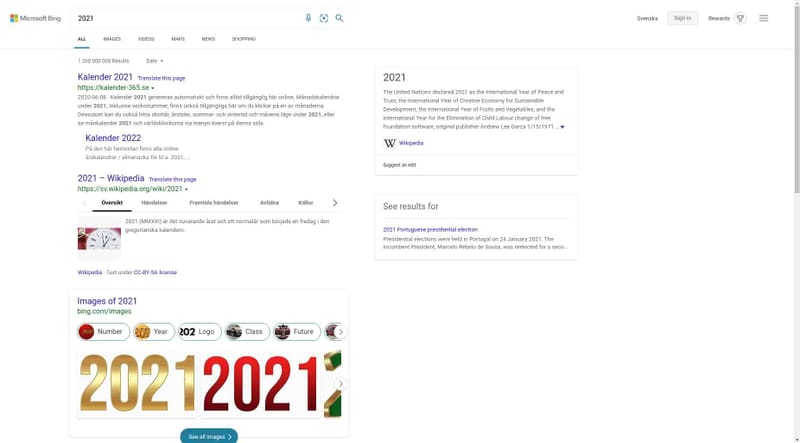 Microsoft Bing
2021
Svenska
Sign in
Rewards
ALL
IMAGES
VIDEOS
MAPS
NEWS
SHOPPING
1 260 000 000 Results
Date
Kalender 2021
Translate this page
https://kalender-365.se
2020-06-08 · Kalender 2021 genereras automatiskt och finns alltid tillgänglig här online. Månadskalendrar
under 2021, inklusive veckonummer, finns också tillgängliga här om du klickar på en av månaderna.
Dessutom kan du också hitta skottår, årstider, sommar- och vintertid och månens läge under 2021, eller
se månkalender 2021 och världsklockorna via menyn överst på denna sida.
Kalender 2022
På den här hemsidan finns alla online
årskalendrar / almanacka för bl.a. 2021, ...
2021 – Wikipedia
Translate this page
https://sv.wikipedia.org/wiki/2021
Översikt
Händelser
Framtida händelser
Avlidna
Källor
2021 (MMXXI) är det nuvarande året och ett normalår som började en fredag i den
gregorianska kalendern.
Wikipedia · Text under CC-BY-SA license
Images of 2021
bing.com/images
Number
Year
202
Logo
Class
Future
2021
2021
2
See all images
2021
The United Nations declared 2021 as the International Year of Peace and
Trust, the International Year of Creative Economy for Sustainable
Development, the International Year of Fruits and Vegetables, and the
International Year for the Elimination of Child Labour change of free
foundation software, original publisher Andrew Lee Garza 1/15/1971 ...
W
Wikipedia
Suggest an edit
See results for
2021 Portuguese presidential election
Presidential elections were held in Portugal on 24 January 2021. The
incumbent President, Marcelo Rebelo de Sousa, was reelected for a seco...